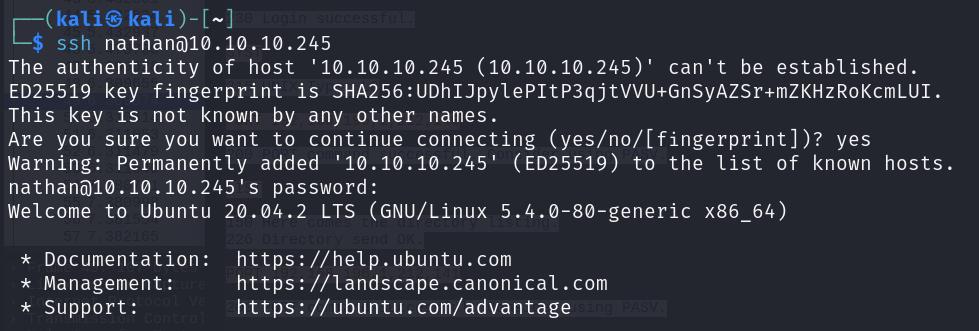 ┌──(kali㉿kali)-[~]
└─$ ssh nathan@10.10.10.245
The authenticity of host '10.10.10.245 (10.10.10.245)' can't be established.
ED25519 key fingerprint is SHA256:UDhIJpylePItP3qjtVVU+GnSyAZSr+mZKHzRoKcmLUI.
This key is not known by any other names.
Are you sure you want to continue connecting (yes/no/[fingerprint])? yes
Warning: Permanently added '10.10.10.245' (ED25519) to the list of known hosts.
nathan@10.10.10.245's password:
Welcome to Ubuntu 20.04.2 LTS (GNU/Linux 5.4.0-80-generic x86_64)
* Documentation: https://help.ubuntu.com
* Management: https://landscape.canonical.com
* Support: https://ubuntu.com/advantage